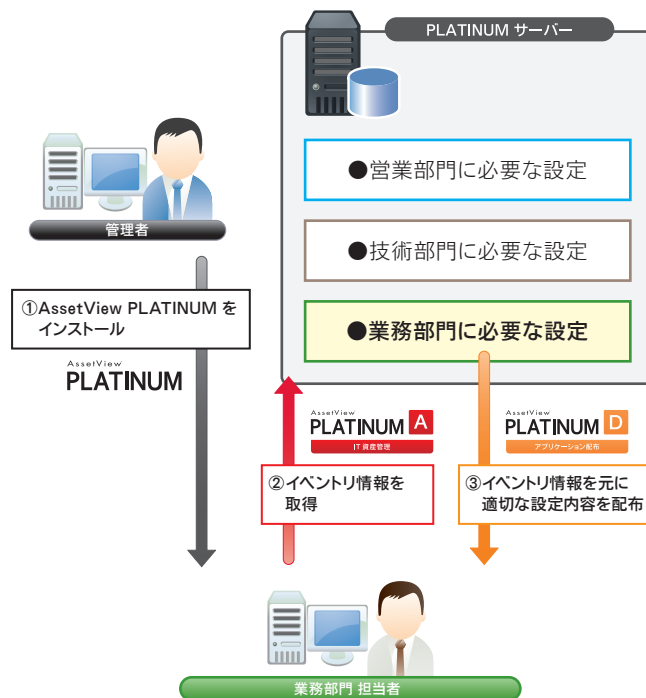 PLATINUM サーバー
●営業部門に必要な設定
●技術部門に必要な設定
●業務部門に必要な設定
管理者
①AssetView PLATINUM を
インストール
AssetView
PLATINUM
AssetView
PLATINUM A
IT 資産管理
AssetView
PLATINUM D
アプリケーション配布
②イベントリ情報を
取得
③イベントリ情報を元に
適切な設定内容を配布
業務部門 担当者